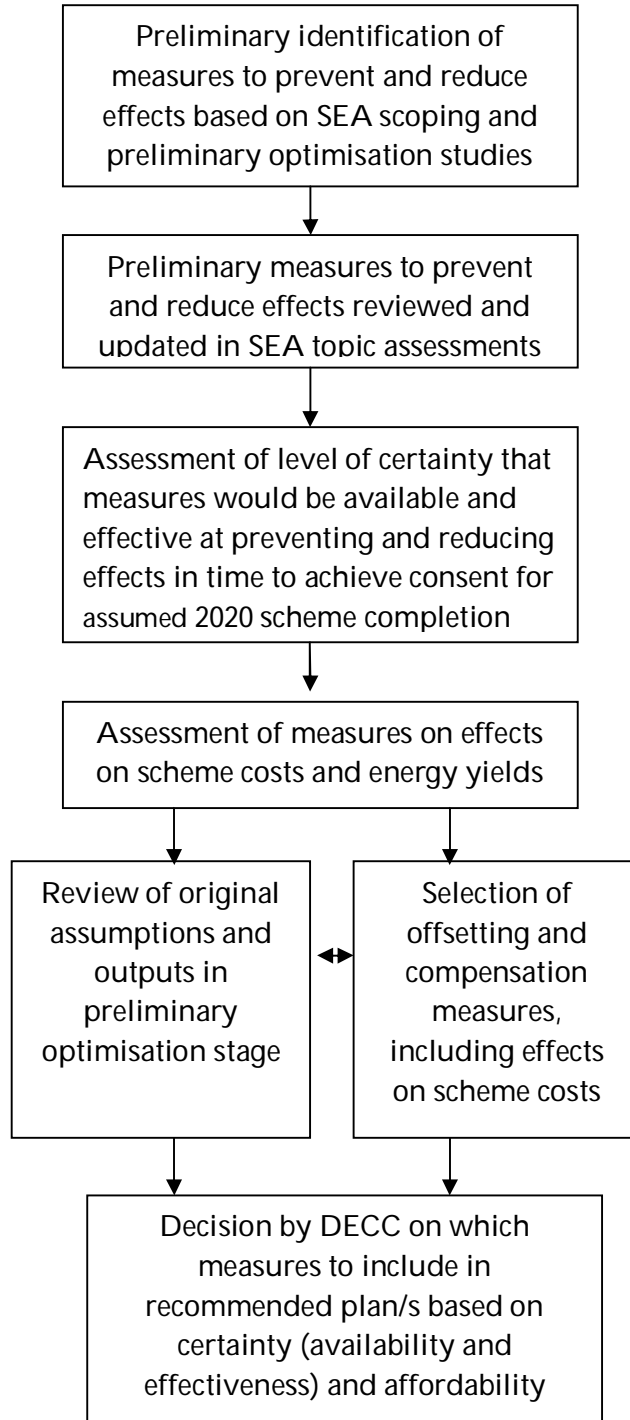 Preliminary identification of
measures to prevent and reduce
effects based on SEA scoping and
preliminary optimisation studies
Preliminary measures to prevent
and reduce effects reviewed and
updated in SEA topic assessments
Assessment of level of certainty that
measures would be available and
effective at preventing and reducing
effects in time to achieve consent for
assumed 2020 scheme completion
Assessment of measures on effects
on scheme costs and energy yields
Review of original
assumptions and
outputs in
preliminary
optimisation stage
Selection of
offsetting and
compensation
measures,
including effects
on scheme costs
Decision by DECC on which
measures to include in
recommended plan/s based on
certainty (availability and
effectiveness) and affordability